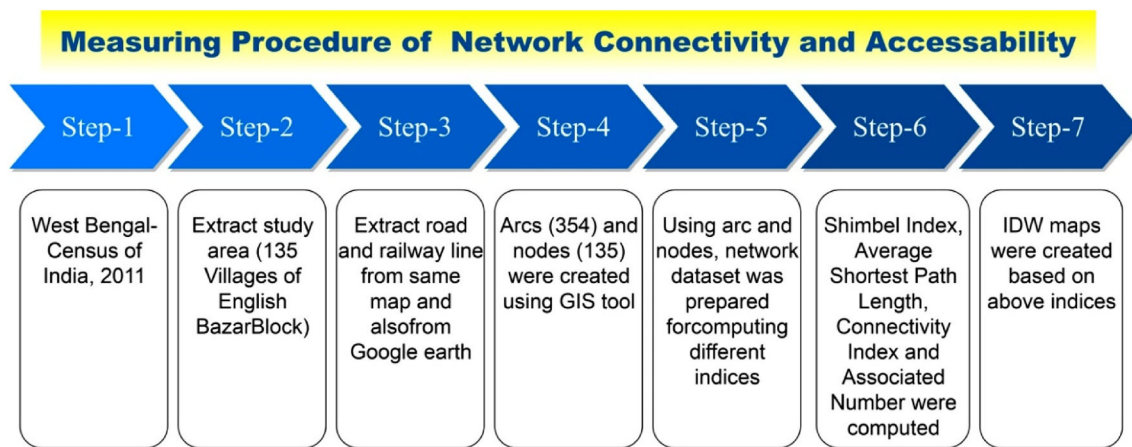 Measuring Procedure of Network Connectivity and Accessability
Step-1
Step-2
Step-3
Step-4
Step-5
Step-6
Step-7
West Bengal-
Census of
India, 2011
Extract study
area (135
Villages of
English
BazarBlock)
Extract road
and railway line
from same
map and
alsofrom
Google earth
Arcs (354) and
nodes (135)
were created
using GIS tool
Using arc and
nodes, network
dataset was
prepared
forcomputing
different
indices
Shimbel Index,
Average
Shortest Path
Length,
Connectivity
Index and
Associated
Number were
computed
IDW maps
were created
based on
above indices